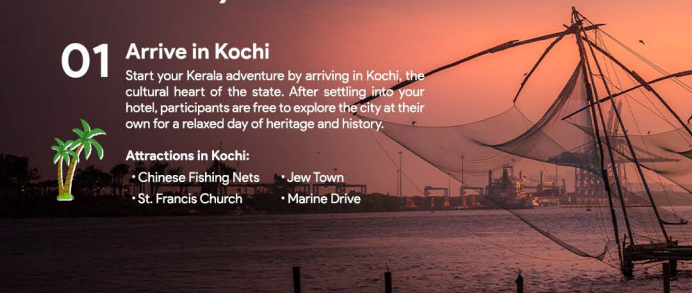 01
Arrive in Kochi
Start your Kerala adventure by arriving in Kochi, the
cultural heart of the state. After settling into your
hotel, participants are free to explore the city at their
own for a relaxed day of heritage and history.
Attractions in Kochi:
• Chinese Fishing Nets • Jew Town
• St. Francis Church • Marine Drive